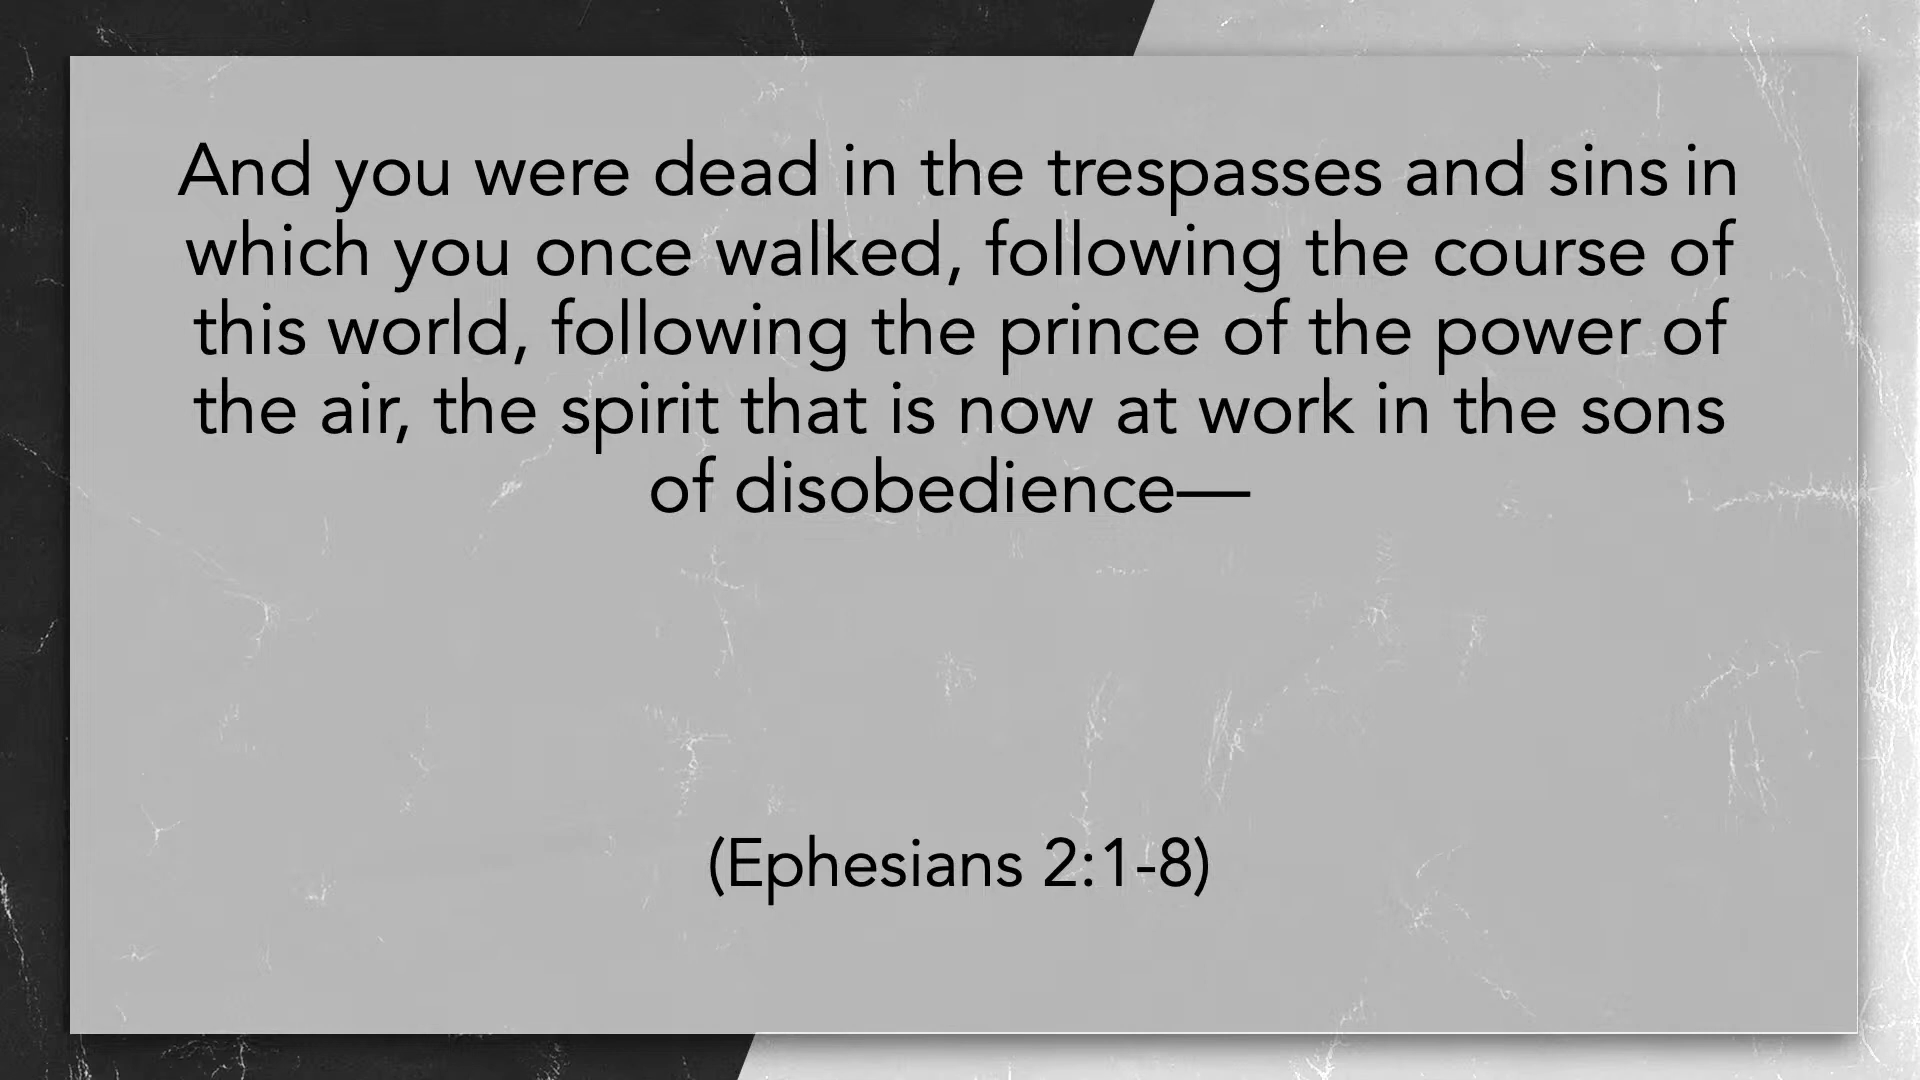 And you were dead in the trespasses and sins in
which you once walked, following the course of
this world, following the prince of the power of
the air, the spirit that is now at work in the sons
of disobedience—
(Ephesians 2:1-8)